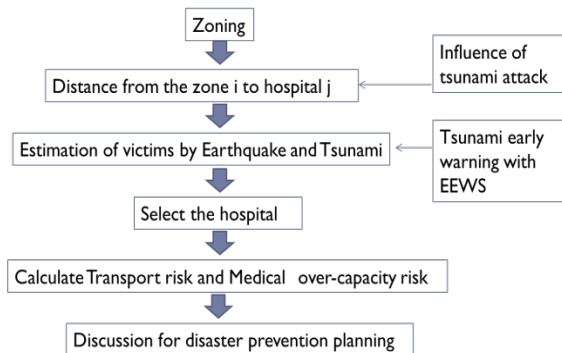 Zoning
Influence of
tsunami attack
Distance from the zone i to hospital j
Estimation of victims by Earthquake and Tsunami
Tsunami early
warning with
EEWS
Select the hospital
Calculate Transport risk and Medical over-capacity risk
Discussion for disaster prevention planning